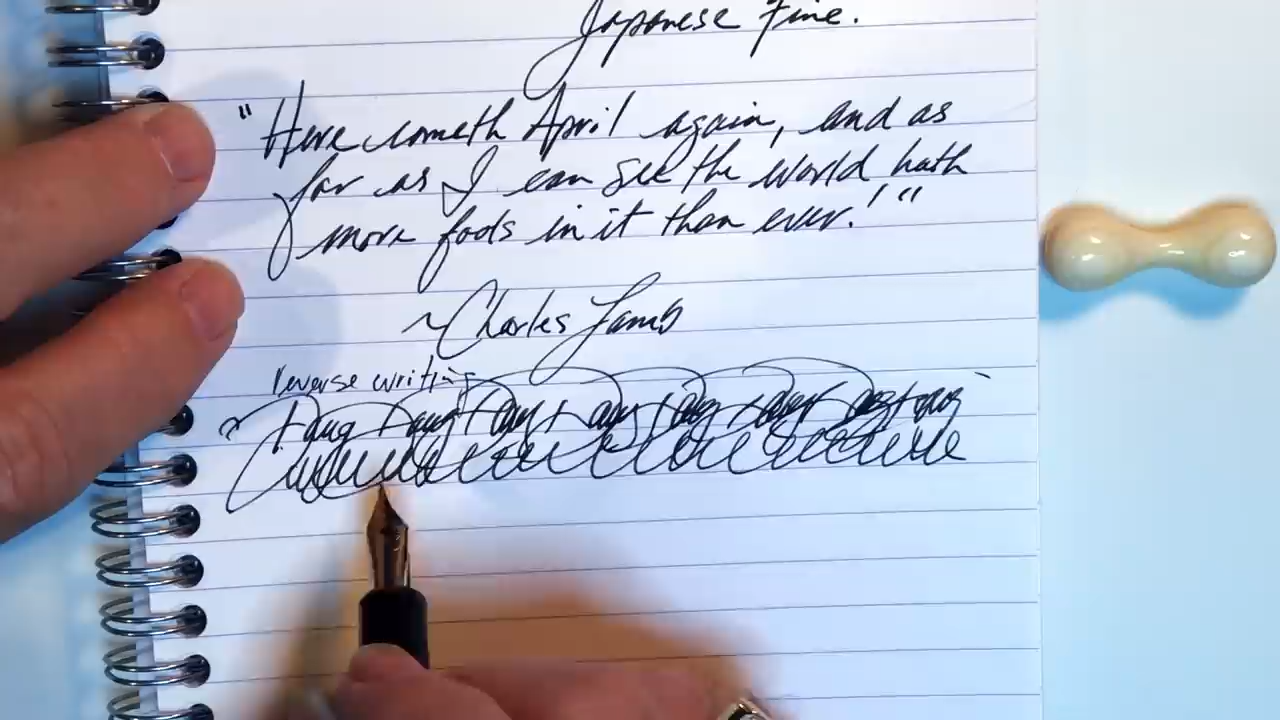 Japanese Fine.
"Here cometh April again, and as
far as I can see the world hath
more fools in it than ever."
~Charles Lamb
reverse writing